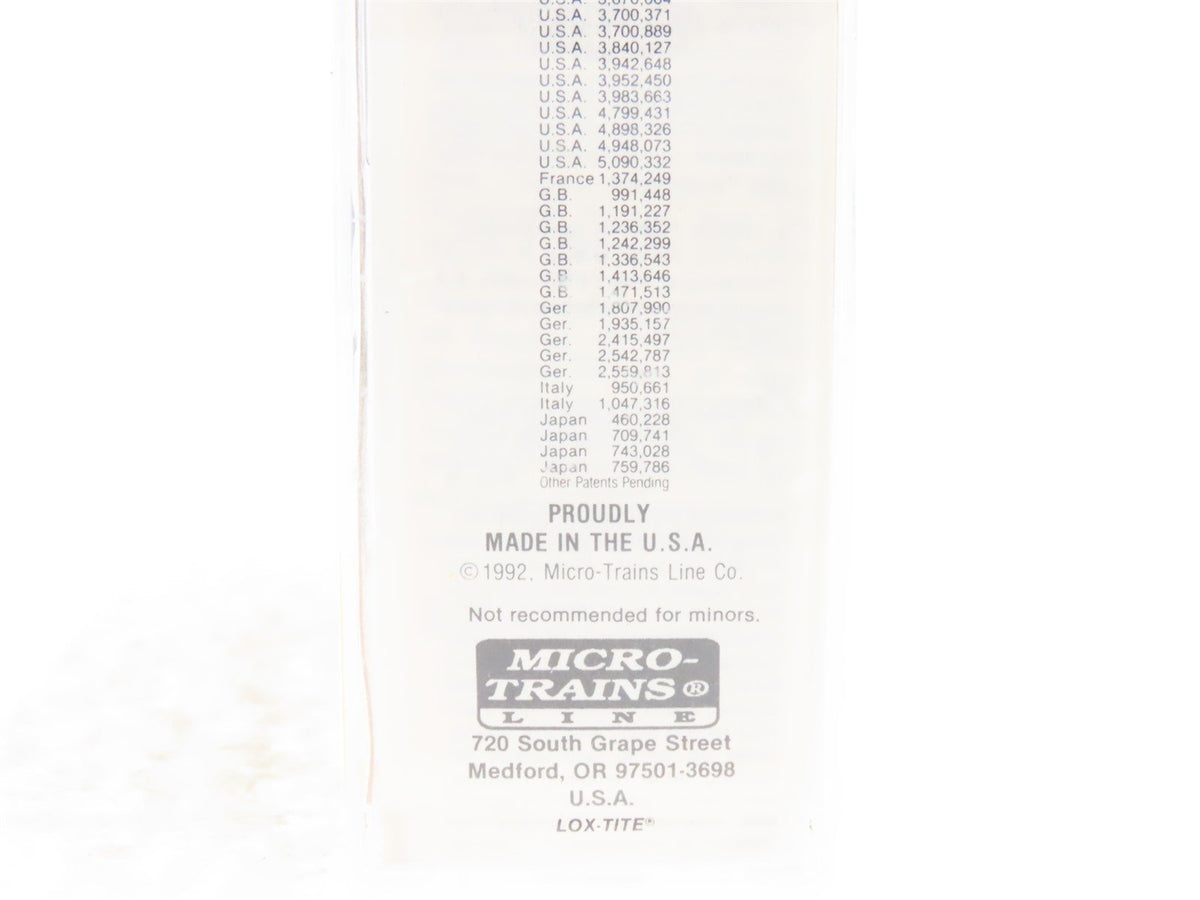 U.S.A. 3,700,371
U.S.A. 3,700,889
U.S.A. 3,840,127
U.S.A. 3,942,648
U.S.A. 3,952,450
U.S.A. 3,983,663
U.S.A. 4,799,431
U.S.A. 4,898,326
U.S.A. 4,948,073
U.S.A. 5,090,332
France 1,374,249
G.B. 991,448
G.B. 1,191,227
G.B. 1,236,352
G.B. 1,242,299
G.B. 1,336,543
G.B. 1,413,646
G.B. 1,471,513
Ger. 1,807,990
Ger. 1,935,157
Ger. 2,415,497
Ger. 2,542,787
Ger. 2,559,813
Italy 950,661
Italy 1,047,316
Japan 460,228
Japan 709,741
Japan 743,028
Japan 759,786
Other Patents Pending
PROUDLY
MADE IN THE U.S.A.
©1992, Micro-Trains Line Co.
Not recommended for minors.
MICRO-
TRAINS®
LINE
720 South Grape Street
Medford, OR 97501-3698
U.S.A.
LOX-TITE®